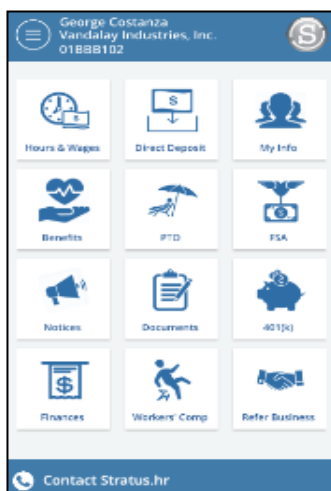 George Costanza
Vandalay Industries, Inc.
01BBB102
S
$
Hours & Wages
Direct Deposit
My Info
Benefits
PTO
FSA
Notices
Documents
401(k)
$
Finances
Workers' Comp
Refer Business
Contact Stratus.hr